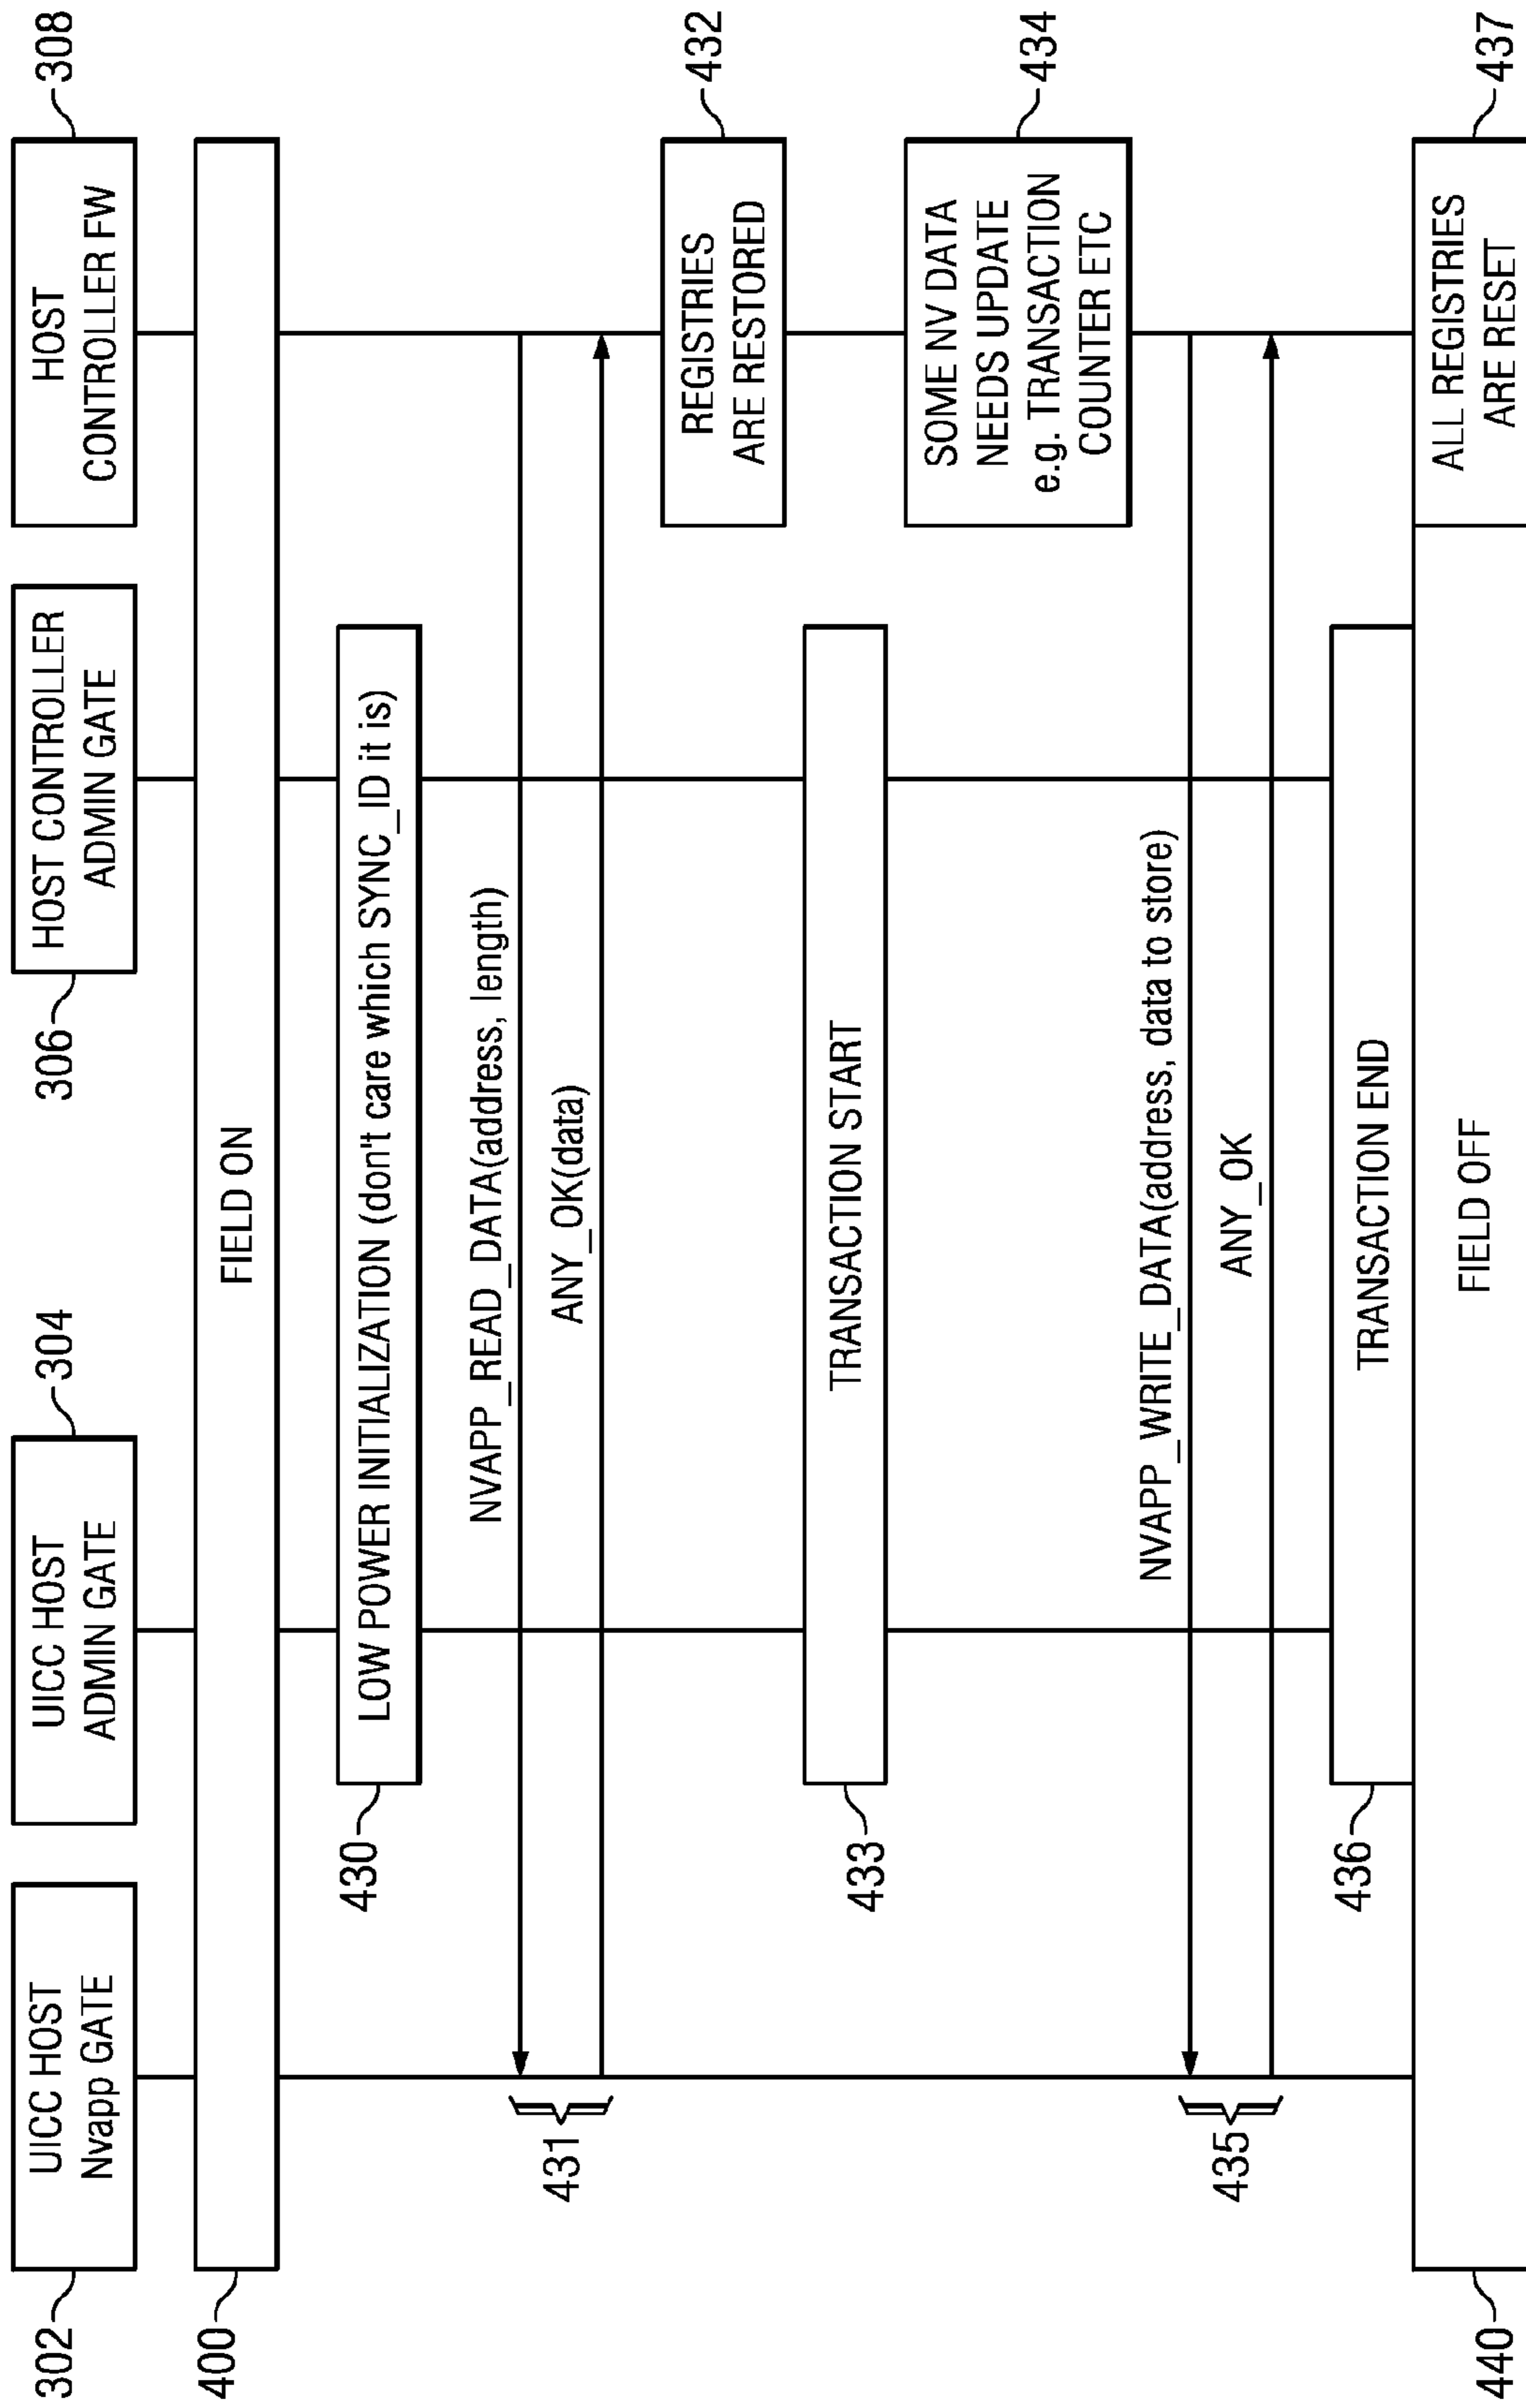 302
UICC HOST
Nvapp GATE
UICC HOST
ADMIN GATE
304
306
HOST CONTROLLER
ADMIN GATE
HOST
CONTROLLER FW
308
400
FIELD ON
430
LOW POWER INITIALIZATION (don't care which SYNC_ID it is)
NVAPP_READ_DATA(address, length)
431
ANY_OK(data)
REGISTRIES
ARE RESTORED
432
433
TRANSACTION START
SOME NV DATA
NEEDS UPDATE
e.g. TRANSACTION
COUNTER ETC
434
NVAPP_WRITE_DATA(address, data to store)
435
ANY_OK
436
TRANSACTION END
440
FIELD OFF
ALL REGISTRIES
ARE RESET
437